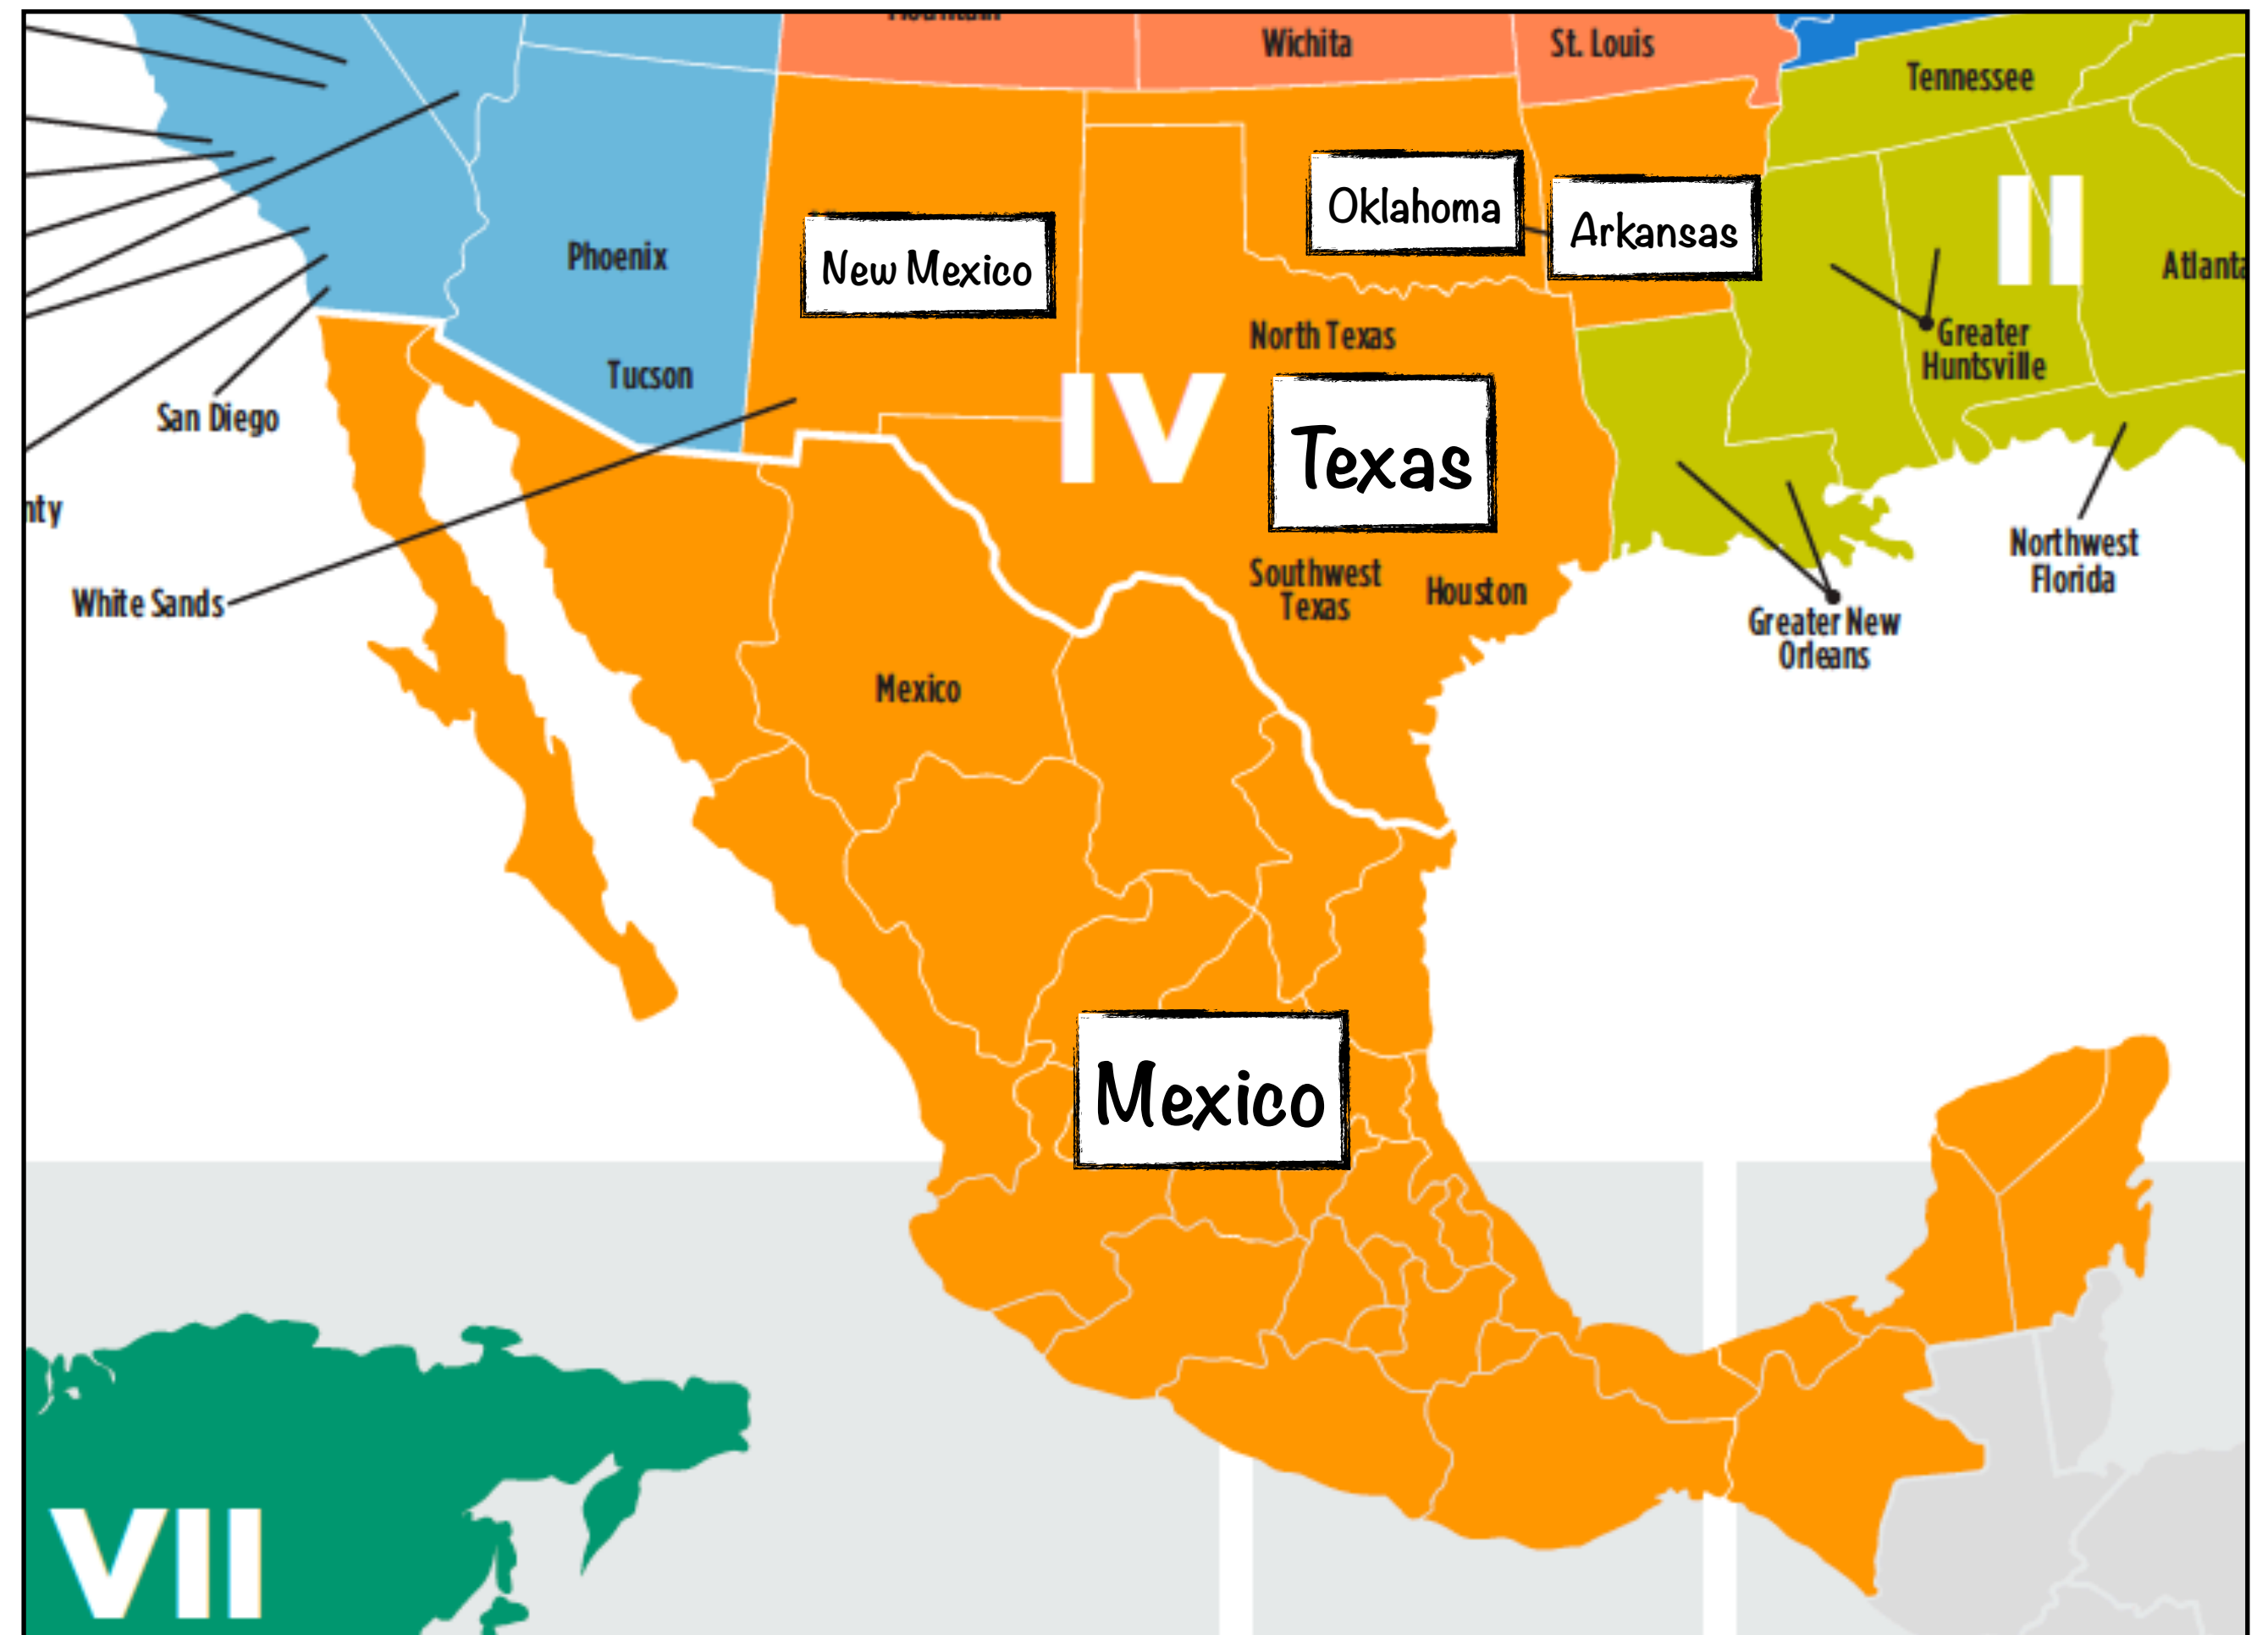 Wichita
St. Louis
Tennessee
Oklahoma
Arkansas
New Mexico
Phoenix
II
Atlanta
North Texas
Greater
Huntsville
Tucson
IV
Texas
San Diego
nty
White Sands
Southwest
Texas
Houston
Northwest
Florida
Greater New
Orleans
Mexico
Mexico
VII